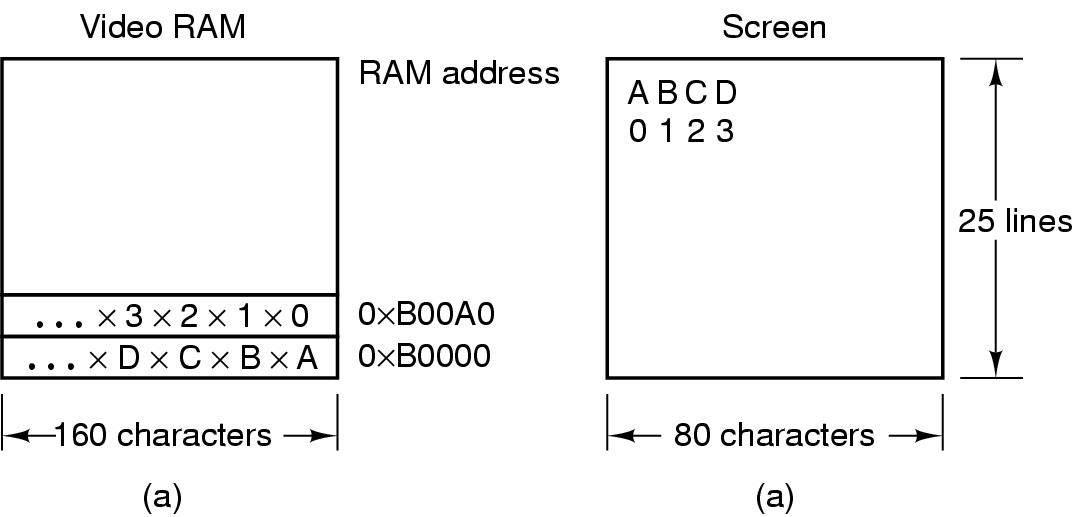 Video RAM
RAM address
...×3×2×1×0
0×B00A0
...×D×C×B×A
0×B0000
160 characters
(a)
Screen
A B C D
0 1 2 3
25 lines
80 characters
(a)